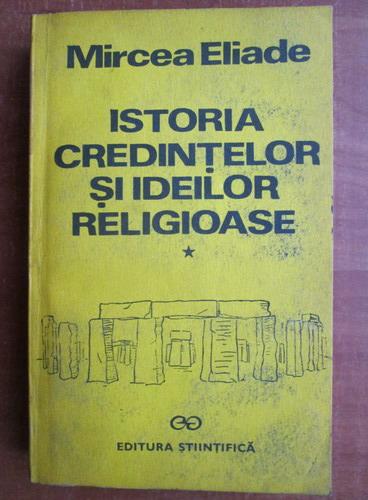 Mircea Eliade
ISTORIA
CREDINȚELOR
ȘI IDEILOR
RELIGIOASE
*
EDITURA ȘTIINȚIFICĂ